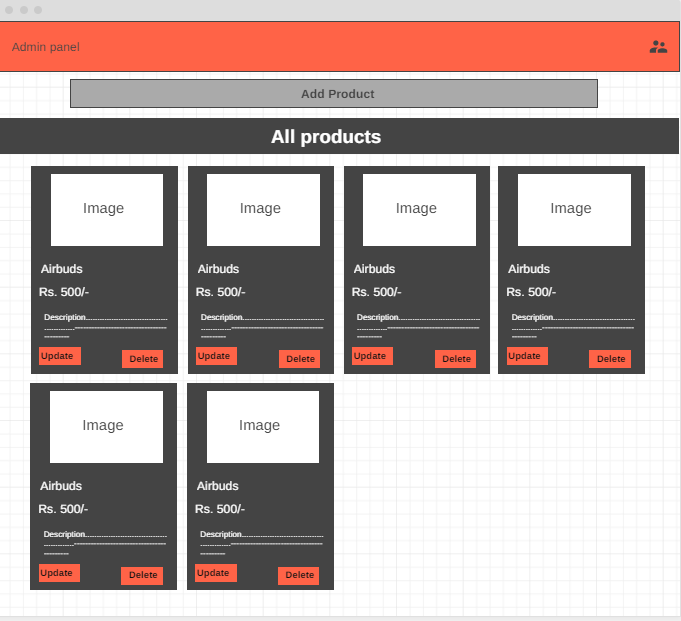 Admin panel
Add Product
All products
Image
Image
Image
Image
Airbuds
Airbuds
Airbuds
Airbuds
Rs. 500/-
Rs. 500/-
Rs. 500/-
Rs. 500/-
Description
Description
Description
Description
Update
Delete
Update
Delete
Update
Delete
Update
Delete
Image
Image
Airbuds
Airbuds
Rs. 500/-
Rs. 500/-
Description
Description
Update
Delete
Update
Delete